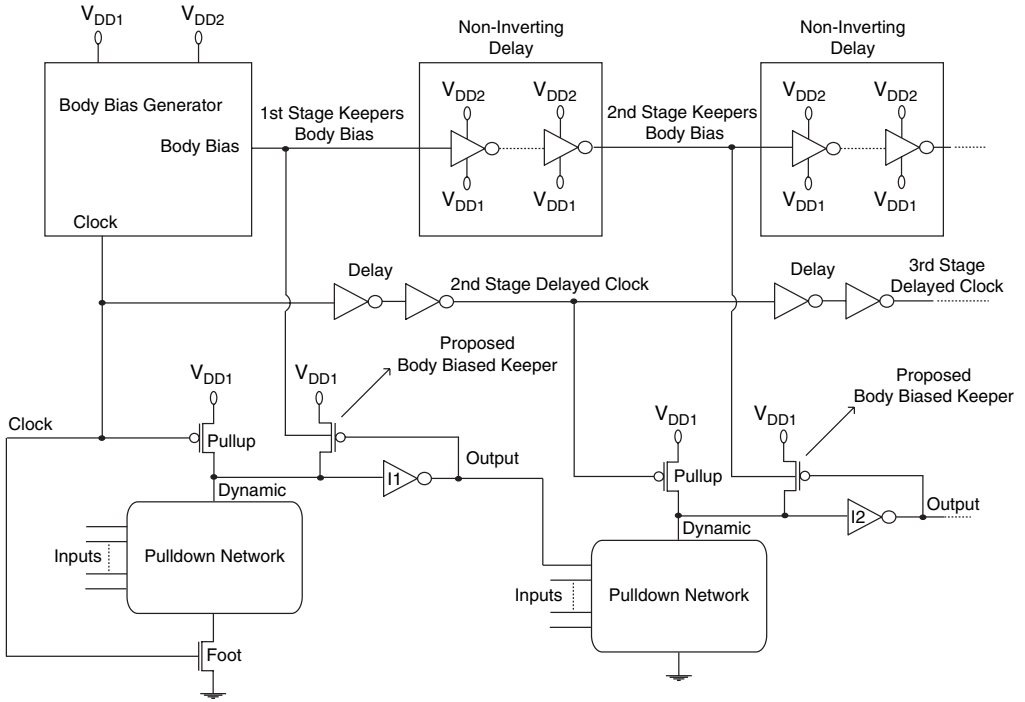 VDD1
VDD2
Non-Inverting
Delay
Non-Inverting
Delay
Body Bias Generator
Body Bias
Clock
1st Stage Keepers
Body Bias
VDD2
VDD2
VDD1
VDD1
2nd Stage Keepers
Body Bias
VDD2
VDD2
VDD1
VDD1
Delay
2nd Stage Delayed Clock
Delay
3rd Stage
Delayed Clock
Proposed
Body Biased Keeper
VDD1
VDD1
Clock
Pullup
Output
I1
Dynamic
Inputs
Pulldown Network
Foot
Proposed
Body Biased Keeper
VDD1
VDD1
Pullup
Output
I2
Dynamic
Inputs
Pulldown Network